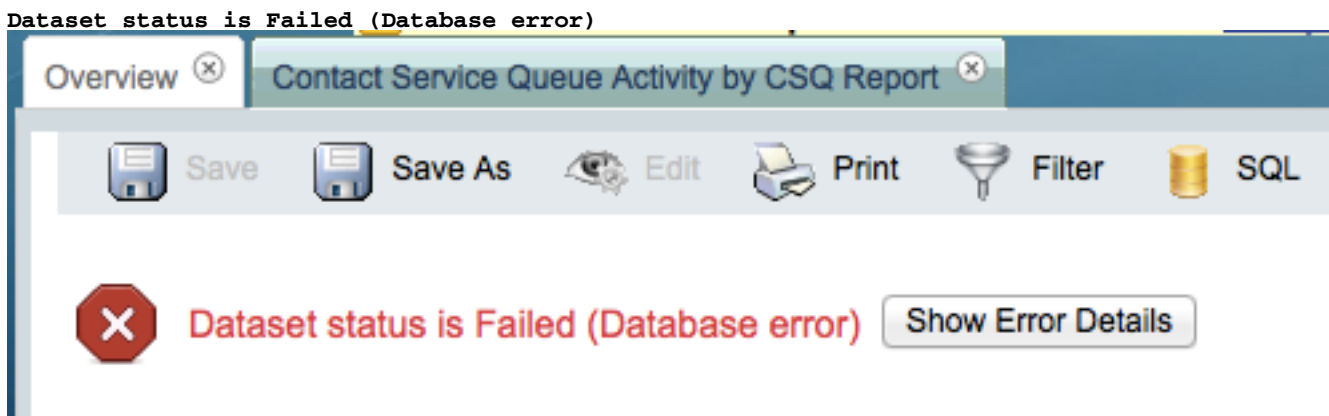 Dataset status is Failed (Database error)
Overview Contact Service Queue Activity by CSQ Report
Save Save As Edit Print Filter SQL
Dataset status is Failed (Database error) Show Error Details